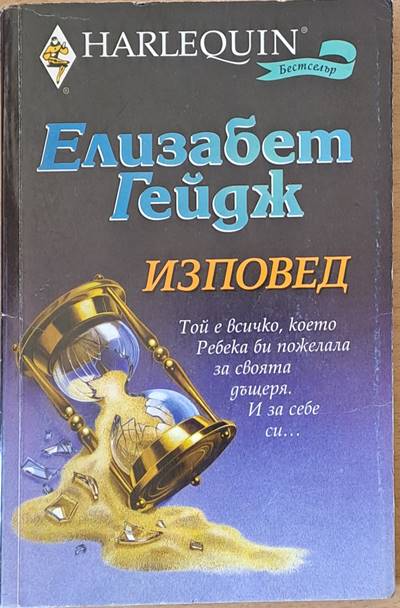 HARLEQUIN®
Бестселър
®
Елизабет
Гейдж
ИЗПОВЕД
Той е всичко, което
Ребека би пожелала
за своята
дъщеря.
И за себе
си...